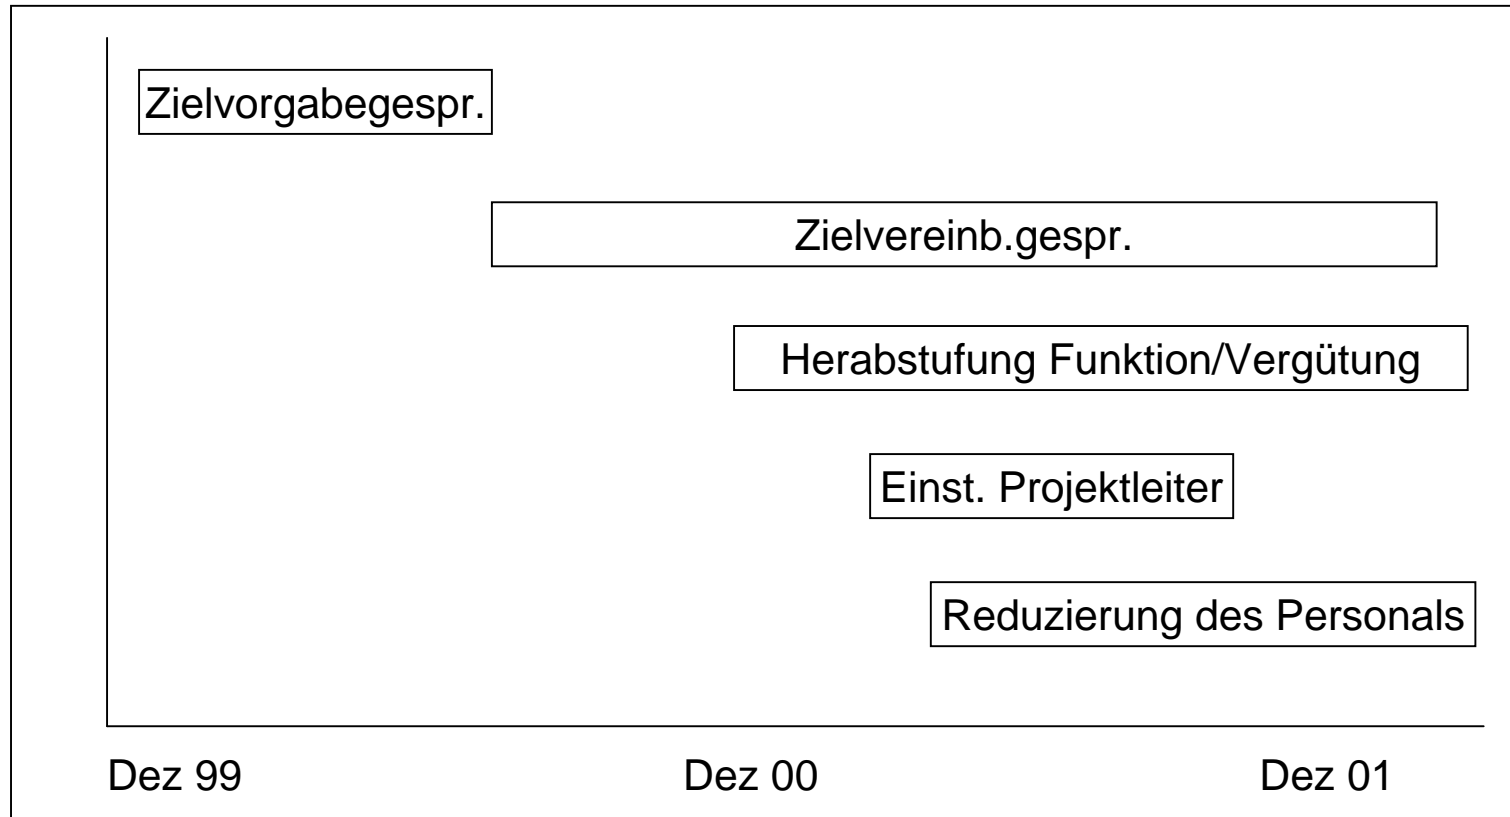 Zielvorgabegespr.
Zielvereinb.gespr.
Herabstufung Funktion/Vergütung
Einst. Projektleiter
Reduzierung des Personals
Dez 99 Dez 00 Dez 01